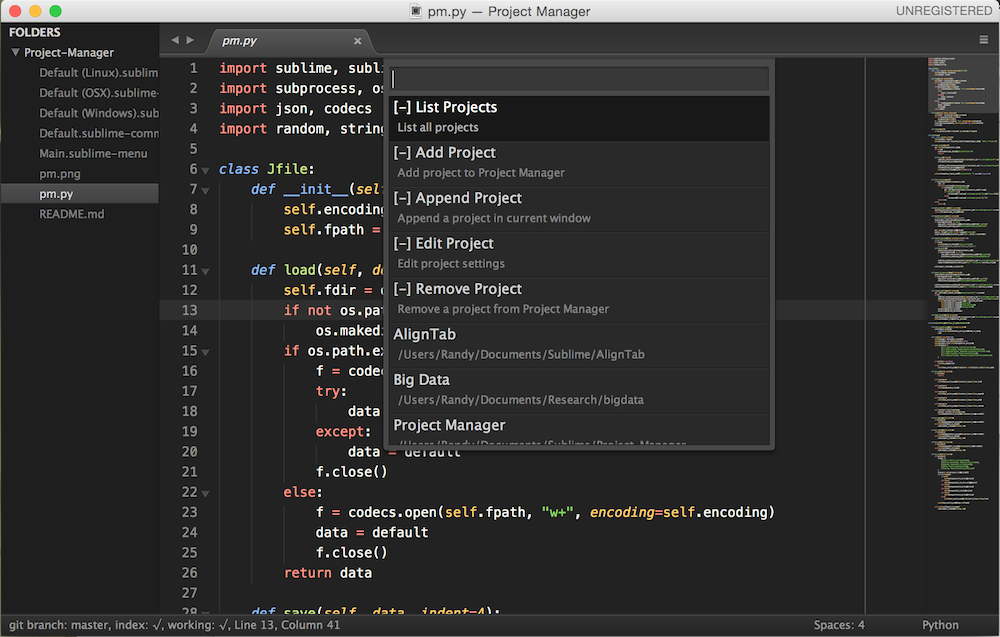 pm.py — Project Manager
UNREGISTERED
FOLDERS
Project-Manager
Default (Linux).sublim
Default (OSX).sublime-
Default (Windows).sub
Default.sublime-comm
Main.sublime-menu
pm.png
pm.py
README.md
pm.py
1 import sublime, subl
2 import subprocess, os
3 import json, codecs
4 import random, string
5
6 class Jfile:
7 def __init__(self
8 self.encoding
9 self.fpath =
10
11 def load(self, de
12 self.fdir =
13 if not os.pat
14 os.makedi
15 if os.path.ex
16 f = codec
17 try:
18 data
19 except:
20 data = default
21 f.close()
22 else:
23 f = codecs.open(self.fpath, "w+", encoding=self.encoding)
24 data = default
25 f.close()
26 return data
27
28 def save(self, data, indent=4):
[-] List Projects
List all projects
[-] Add Project
Add project to Project Manager
[-] Append Project
Append a project in current window
[-] Edit Project
Edit project settings
[-] Remove Project
Remove a project from Project Manager
AlignTab
/Users/Randy/Documents/Sublime/AlignTab
Big Data
/Users/Randy/Documents/Research/bigdata
Project Manager
/Users/Randy/Documents/Sublime/Project-Manager
git branch: master, index: √, working: √, Line 13, Column 41
Spaces: 4
Python